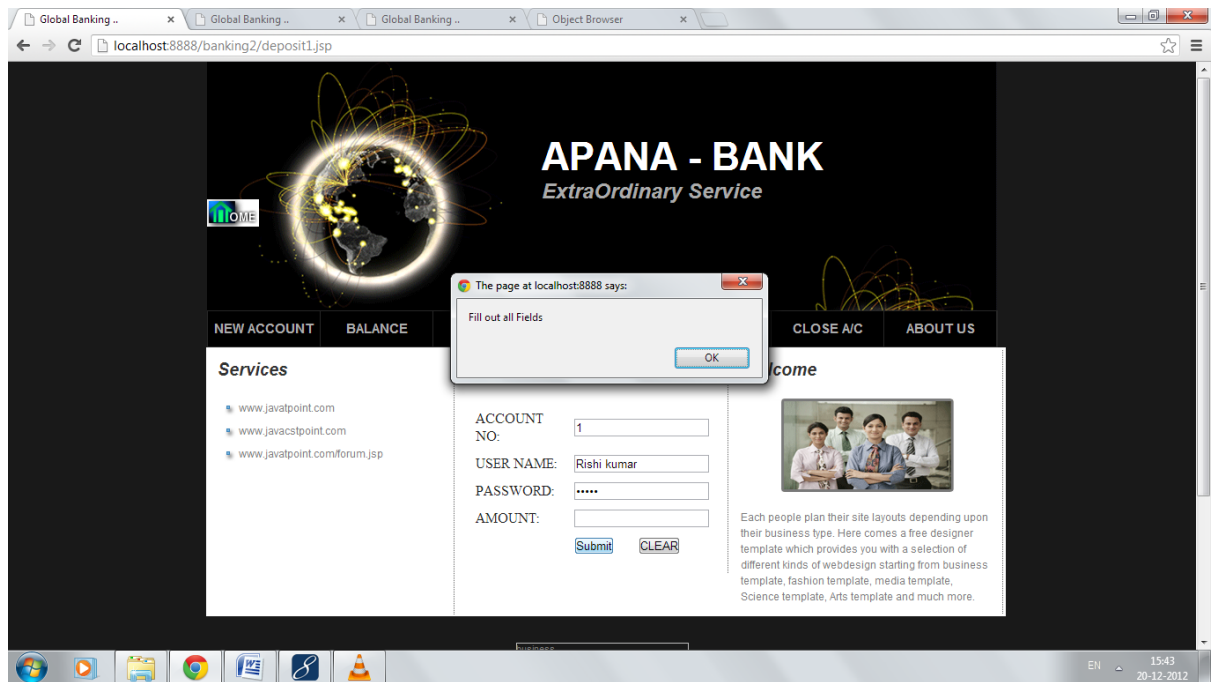 Global Banking ..
Global Banking ..
Global Banking ..
Object Browser
localhost:8888/banking2/deposit1.jsp
APANA - BANK
ExtraOrdinary Service
HOME
The page at localhost:8888 says:
Fill out all Fields
OK
NEW ACCOUNT BALANCE CLOSE A/C ABOUT US
Services
www.javatpoint.com
www.javacstpoint.com
www.javatpoint.com/forum.jsp
ACCOUNT
NO: 1
USER NAME: Rishi kumar
PASSWORD: •••••
AMOUNT:
Submit CLEAR
lcome
Each people plan their site layouts depending upon
their business type. Here comes a free designer
template which provides you with a selection of
different kinds of webdesign starting from business
template, fashion template, media template,
Science template, Arts template and much more.
business
EN
15:43
20-12-2012